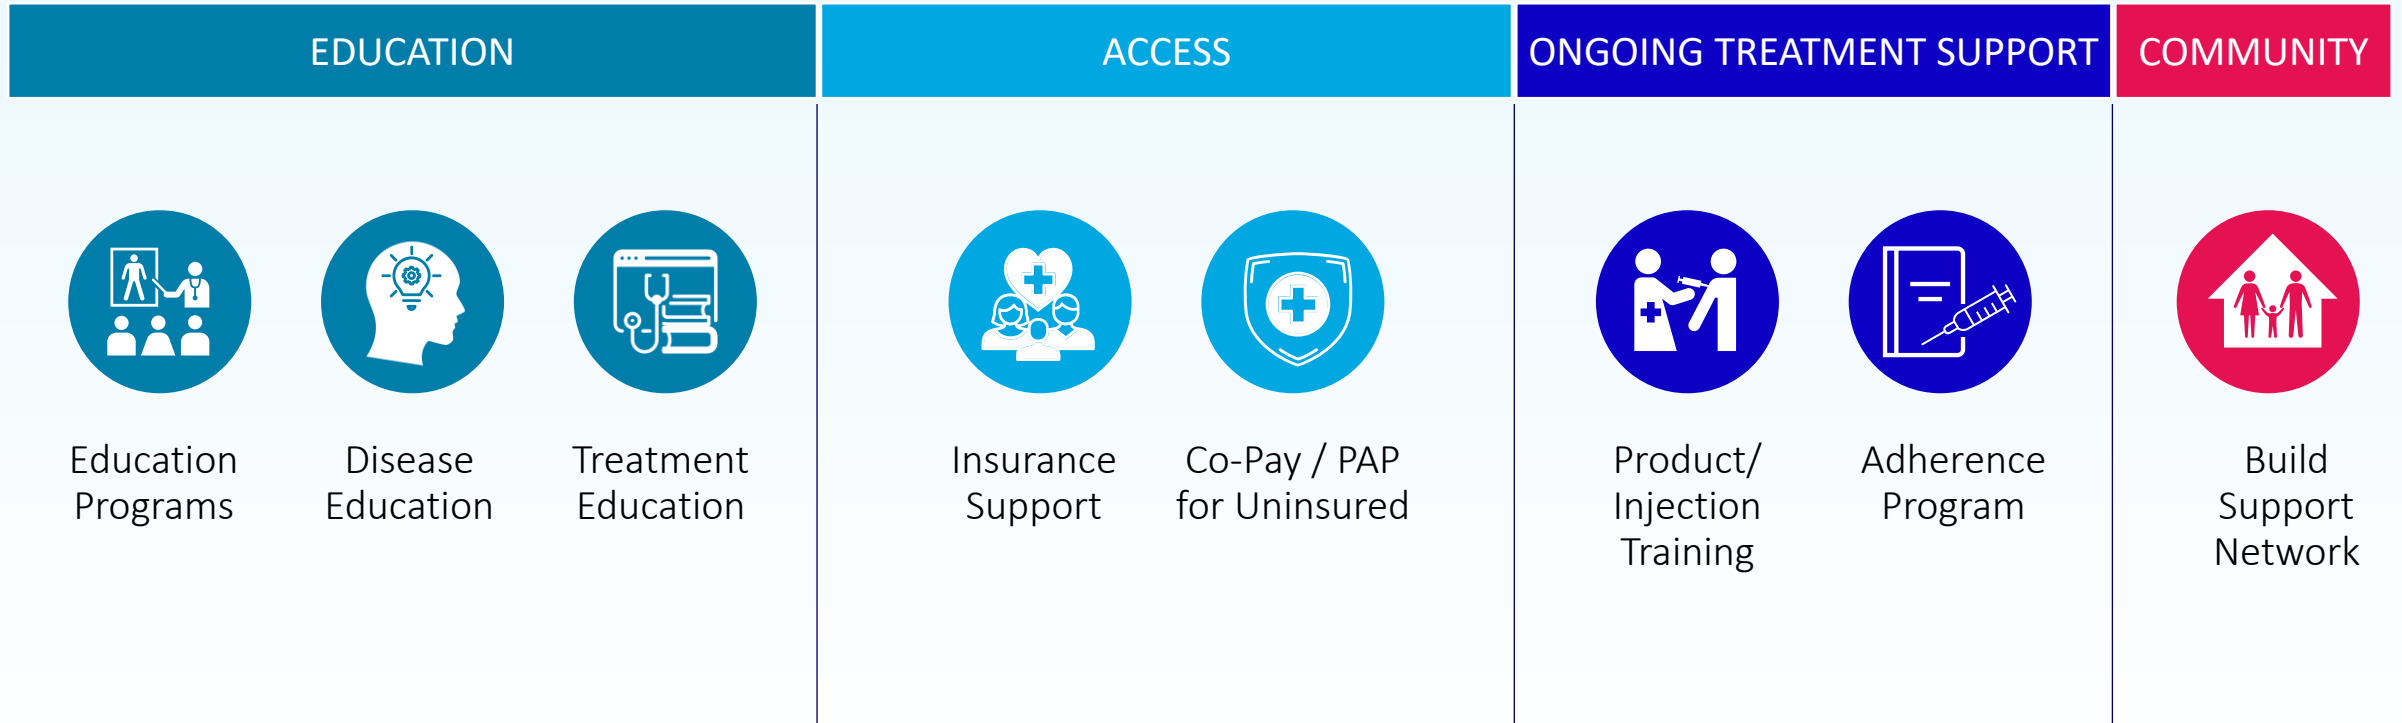 EDUCATION
ACCESS
ONGOING TREATMENT SUPPORT
COMMUNITY
Education
Programs
Disease
Education
Treatment
Education
Insurance
Support
Co-Pay / PAP
for Uninsured
Product/
Injection
Training
Adherence
Program
Build
Support
Network